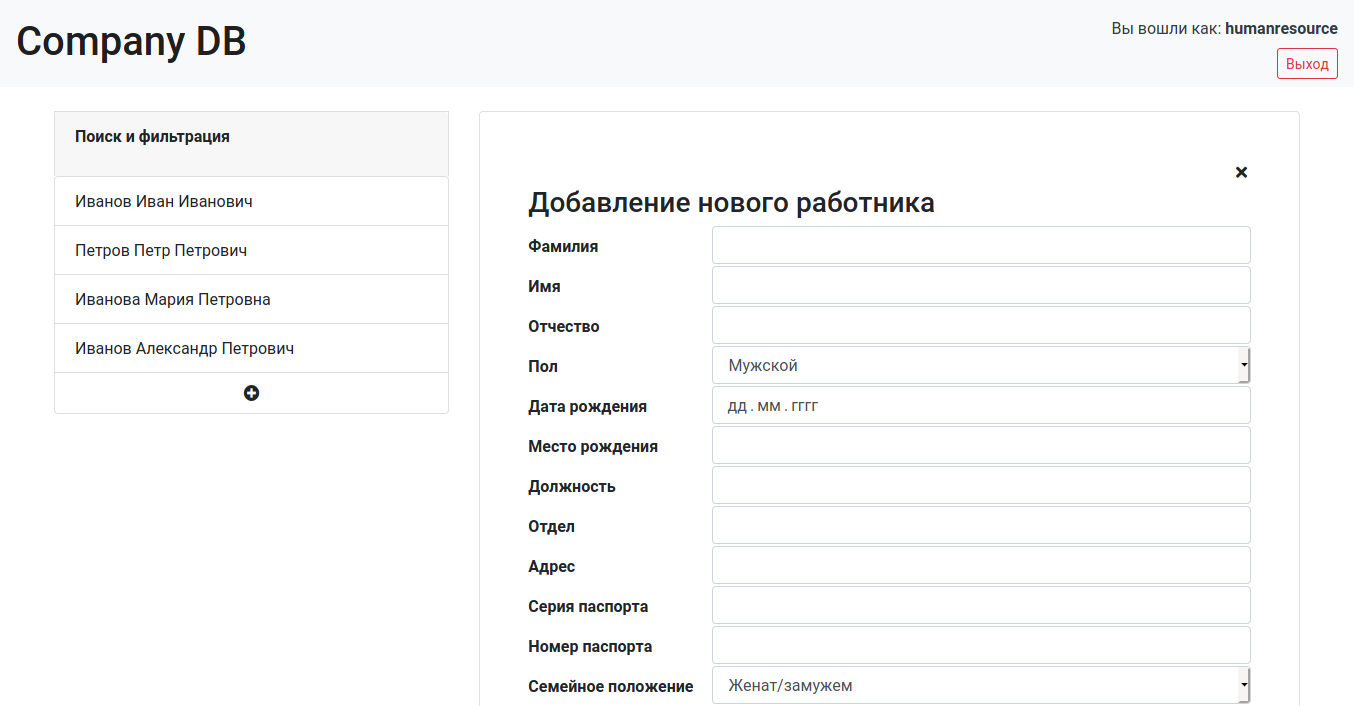 Company DB
Вы вошли как: humanresource
Выход
Поиск и фильтрация
Иванов Иван Иванович
Петров Петр Петрович
Иванова Мария Петровна
Иванов Александр Петрович
Добавление нового работника
Фамилия
Имя
Отчество
Пол Мужской
Дата рождения дд . мм . гггг
Место рождения
Должность
Отдел
Адрес
Серия паспорта
Номер паспорта
Семейное положение Женат/замужем